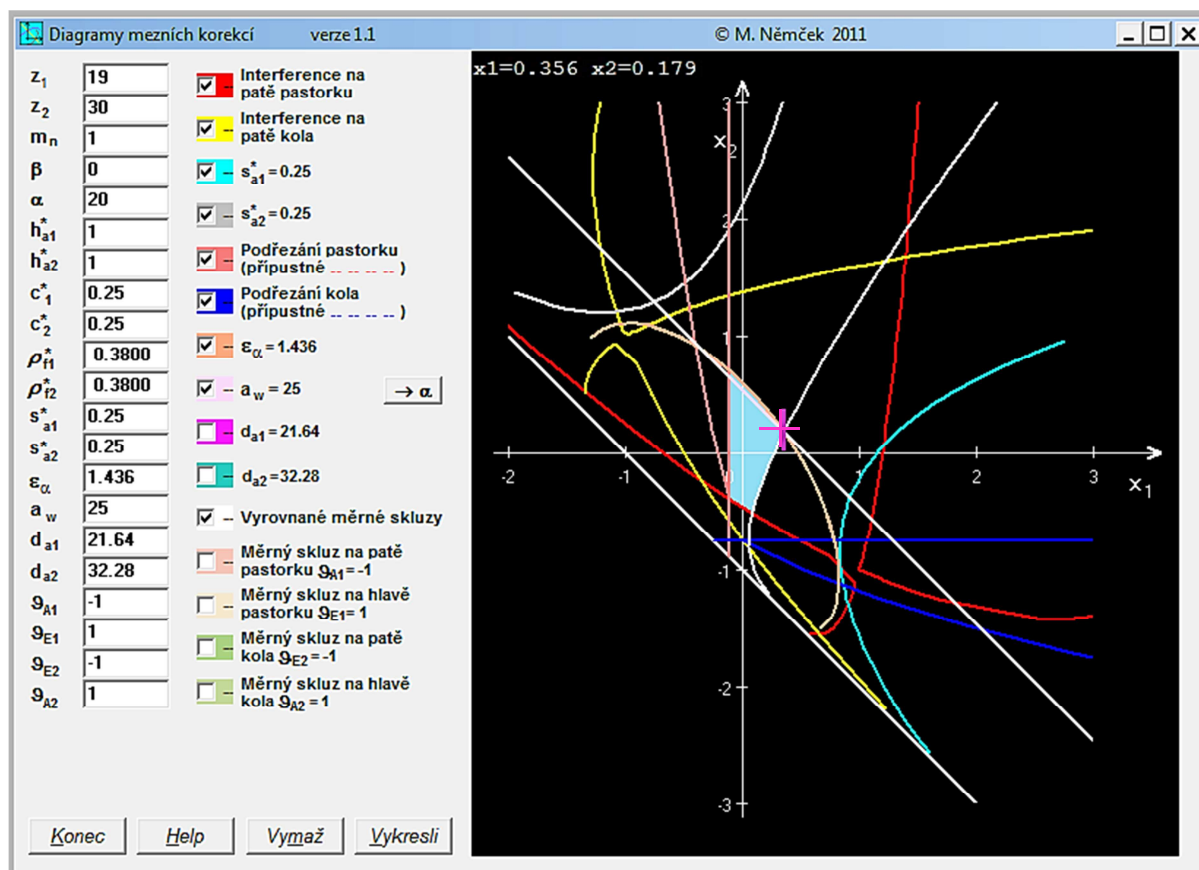 Diagramy mezních korekcí verze 1.1 © M. Němček 2011
z1 19
z2 30
mn 1
β 0
α 20
h*a1 1
h*a2 1
c*1 0.25
c*2 0.25
ρ*f1 0.3800
ρ*f2 0.3800
s*a1 0.25
s*a2 0.25
εα 1.436
a w 25
d a1 21.64
d a2 32.28
ϑA1 -1
ϑE1 1
ϑE2 -1
ϑA2 1
-- Interference na
patě pastorku
-- Interference na
patě kola
-- s*a1 = 0.25
-- s*a2 = 0.25
-- Podřezání pastorku
(přípustné -- -- -- -- )
-- Podřezání kola
(přípustné -- -- -- -- )
-- εα = 1.436
-- a w = 25
→ α
-- d a1 = 21.64
-- d a2 = 32.28
-- Vyrovnané měrné skluzy
-- Měrný skluz na patě
pastorku ϑA1 = -1
-- Měrný skluz na hlavě
pastorku ϑE1 = 1
-- Měrný skluz na patě
kola ϑE2 = -1
-- Měrný skluz na hlavě
kola ϑA2 = 1
Konec Help Vymaž Vykresli
x1=0.356 x2=0.179
3
x2
2
1
-2 -1 0 1 2 3
x1
-1
-2
-3